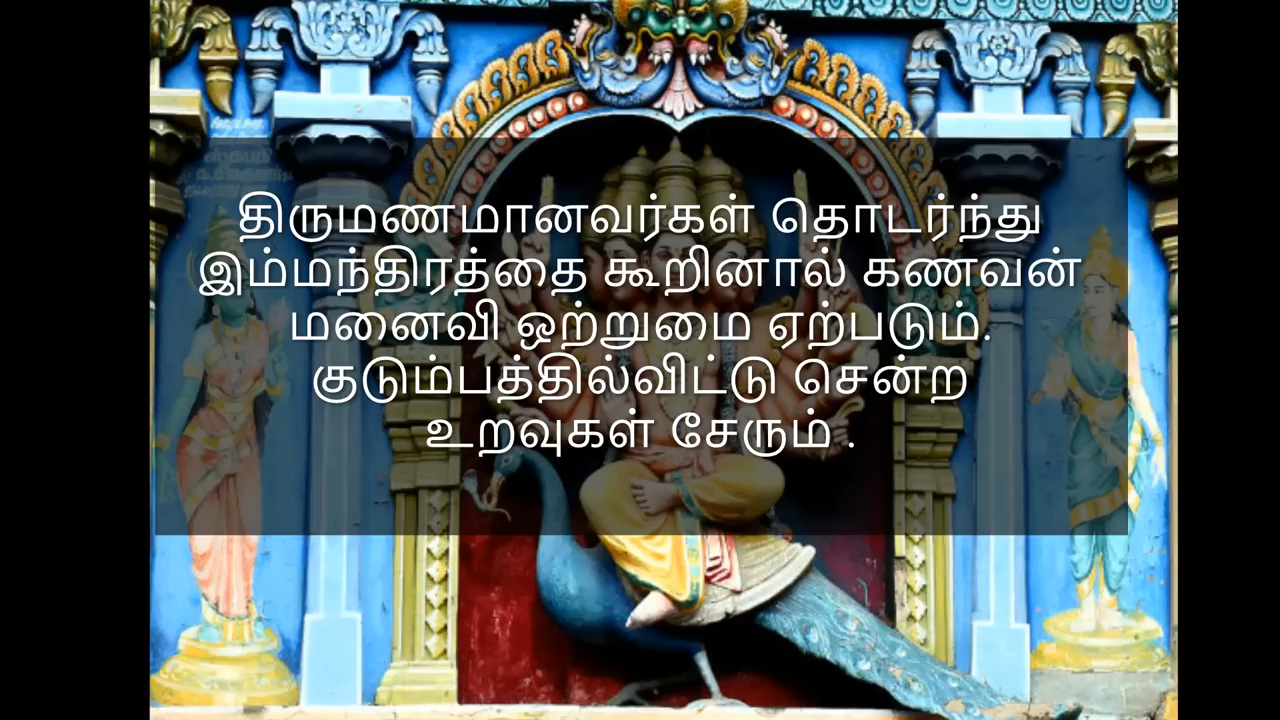 திருமணமானவர்கள் தொடர்ந்து
இம்மந்திரத்தை கூறினால் கணவன்
மனைவி ஒற்றுமை ஏற்படும்.
குடும்பத்தில்விட்டு சென்ற
உறவுகள் சேரும் .